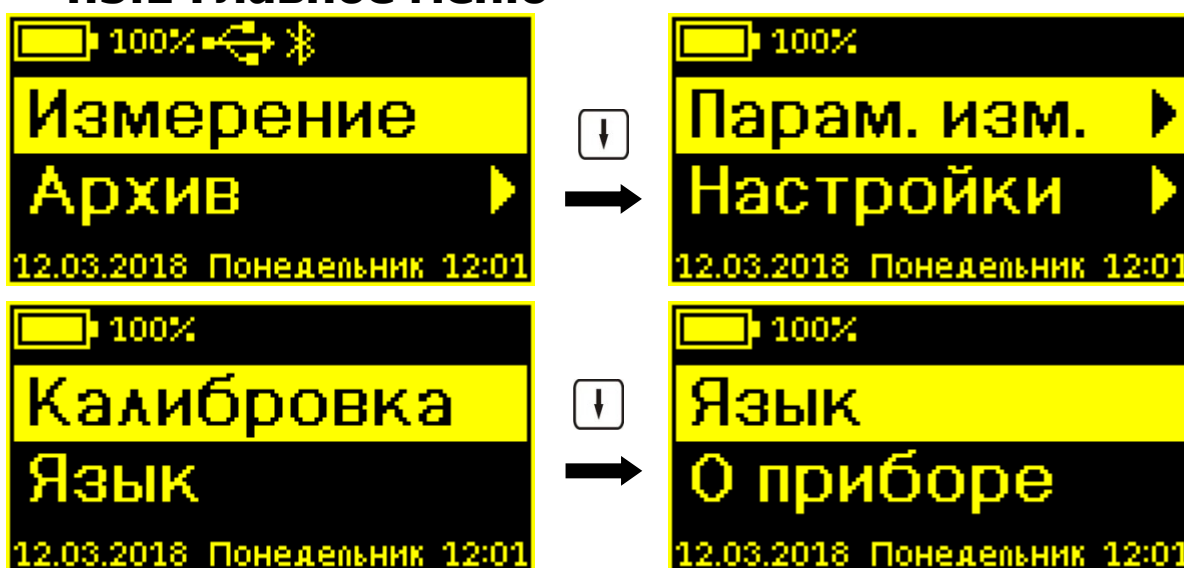 100%
Измерение
Архив
12.03.2018 Понедельник 12:01
100%
Парам. изм.
Настройки
12.03.2018 Понедельник 12:01
100%
Калибровка
Язык
12.03.2018 Понедельник 12:01
100%
Язык
О приборе
12.03.2018 Понедельник 12:01